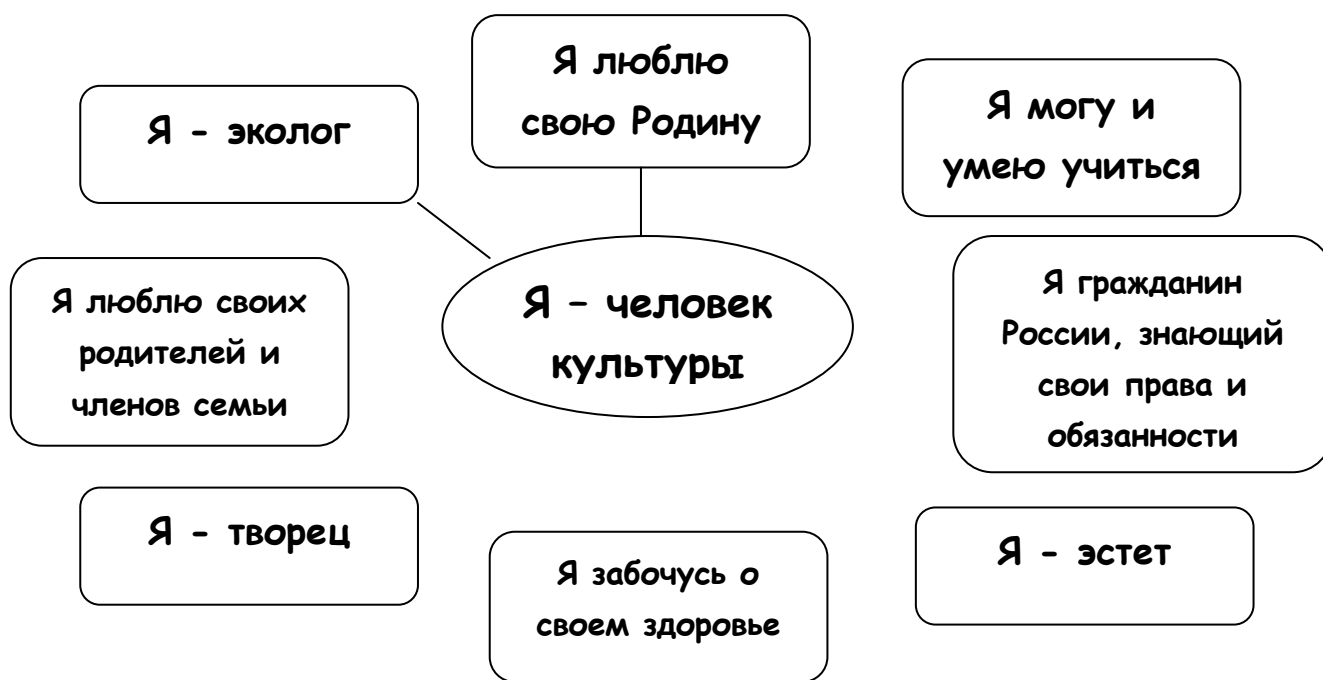 Я люблю
свою Родину
Я – эколог
Я могу и
умею учиться
Я люблю своих
родителей и
членов семьи
Я – человек
культуры
Я гражданин
России, знающий
свои права и
обязанности
Я – творец
Я забочусь о
своем здоровье
Я – эстет